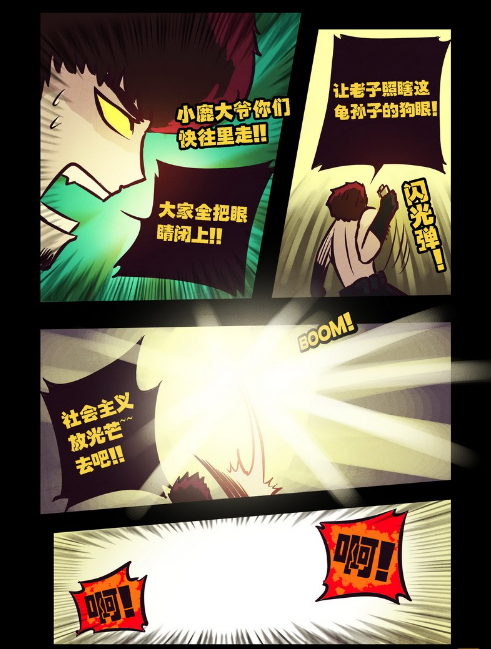 小鹿大爷你们
快往里走!!
大家全把眼
睛闭上!!
让老子照瞎这
龟孙子的狗眼!
闪光弹!
BOOM!
社会主义
放光芒~~
去吧!!
啊!
啊!